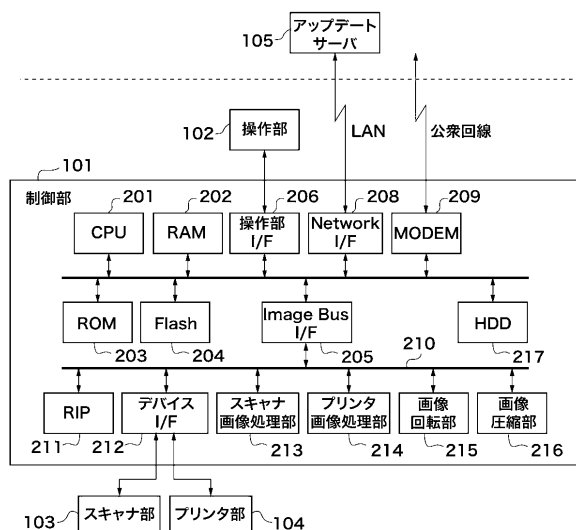 105
アップデート
サーバ
102
操作部
LAN
公衆回線
101
制御部
201
202
206
208
209
CPU
RAM
操作部
I/F
Network
I/F
MODEM
ROM
Flash
Image Bus
I/F
HDD
203
204
205
210
217
RIP
デバイス
I/F
スキャナ
画像処理部
プリンタ
画像処理部
画像
回転部
画像
圧縮部
211
212
213
214
215
216
103
スキャナ部
プリンタ部
104